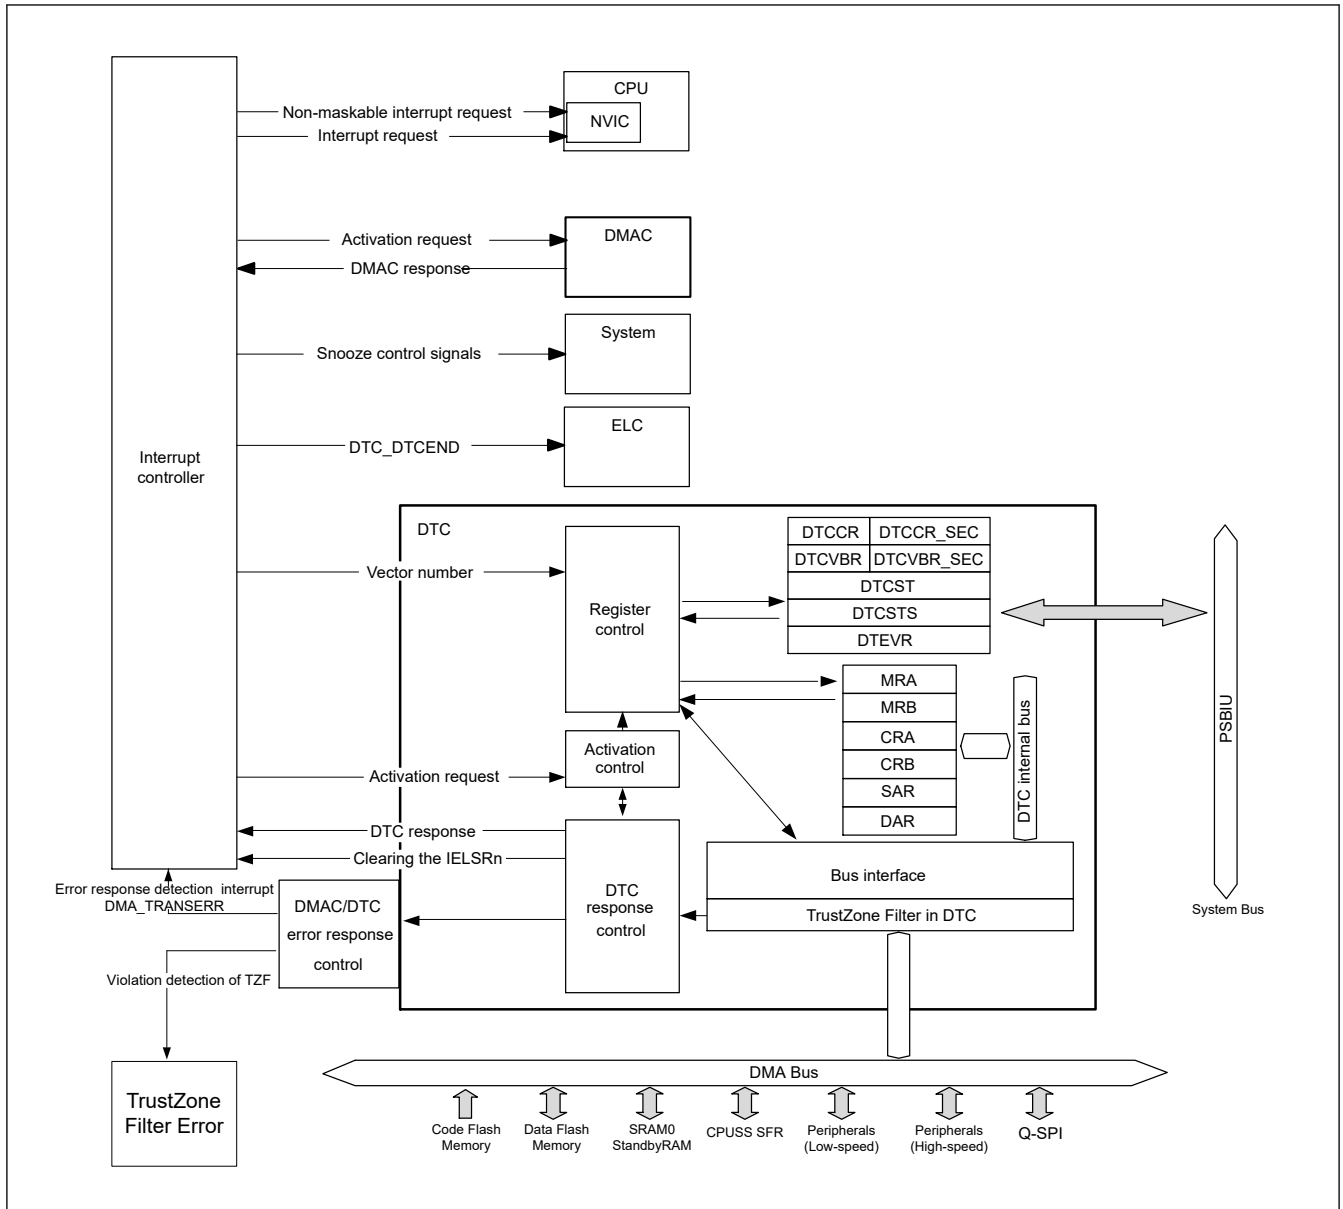 CPU
NVIC
Non-maskable interrupt request
Interrupt request
Activation request
DMAC response
DMAC
System
Snooze control signals
ELC
DTC_DTCEND
Interrupt
controller
DTC
Vector number
Register
control
DTCCR
DTCCR_SEC
DTCVBR
DTCVBR_SEC
DTCST
DTCSTS
DTEVR
MRA
MRB
CRA
CRB
SAR
DAR
DTC internal bus
PSBIU
System Bus
Activation
control
Activation request
DTC response
Clearing the IELSRn
DTC
response
control
Bus interface
TrustZone Filter in DTC
Error response detection interrupt
DMA_TRANSERR
DMAC/DTC
error response
control
Violation detection of TZF
TrustZone
Filter Error
DMA Bus
Code Flash
Memory
Data Flash
Memory
SRAM0
StandbyRAM
CPUSS SFR
Peripherals
(Low-speed)
Peripherals
(High-speed)
Q-SPI